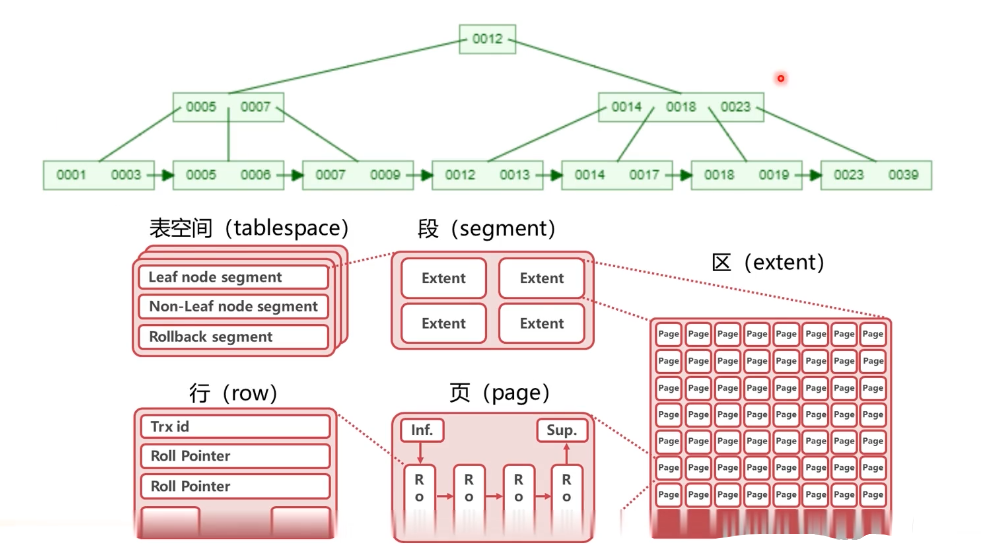 0012
0005 0007
0014 0018 0023
0001 0003
0005 0006
0007 0009
0012 0013
0014 0017
0018 0019
0023 0039
表空间（tablespace）
Leaf node segment
Non-Leaf node segment
Rollback segment
段（segment）
Extent Extent
Extent Extent
区（extent）
Page Page Page Page Page Page Page Page
Page Page Page Page Page Page Page Page
Page Page Page Page Page Page Page Page
Page Page Page Page Page Page Page Page
Page Page Page Page Page Page Page Page
Page Page Page Page Page Page Page Page
Page Page Page Page Page Page Page Page
行（row）
Trx id
Roll Pointer
Roll Pointer
页（page）
Inf. Sup.
R R R R
o o o o